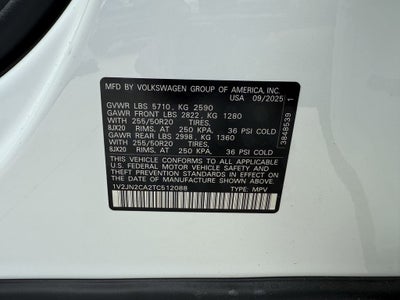 MFD. BY VOLKSWAGEN GROUP OF AMERICA, INC.
USA 09/2025
GVWR LBS 5710, KG 2590
GAWR FRONT LBS 2822, KG 1280
WITH 255/50R20 TIRES,
8JX20 RIMS, AT 250 KPA, 36 PSI COLD
GAWR REAR LBS 2998, KG 1360
WITH 255/50R20 TIRES,
8JX20 RIMS, AT 250 KPA, 36 PSI COLD
THIS VEHICLE CONFORMS TO ALL APPLICABLE
U.S. FEDERAL MOTOR VEHICLE SAFETY
STANDARDS IN EFFECT ON THE DATE OF
MANUFACTURE SHOWN ABOVE.
1V2JN2CA2TC512088 TYPE: MPV
3848539 1